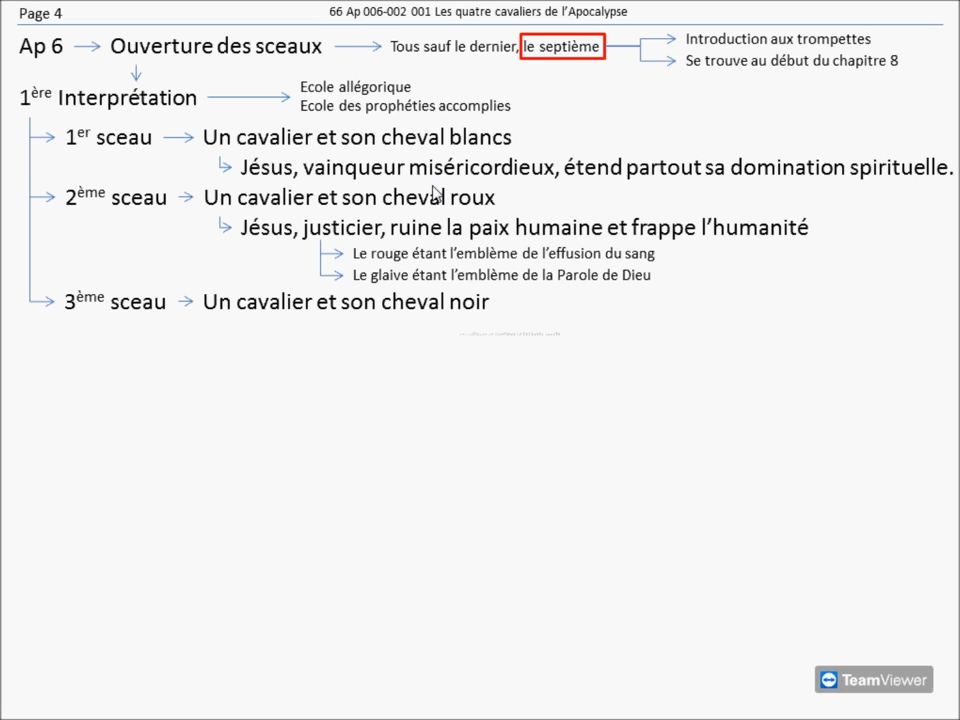 Page 4
66 Ap 006-002 001 Les quatre cavaliers de l’Apocalypse
Ap 6 Ouverture des sceaux Tous sauf le dernier, le septième
Introduction aux trompettes
Se trouve au début du chapitre 8
1ère Interprétation
Ecole allégorique
Ecole des prophéties accomplies
1er sceau Un cavalier et son cheval blancs
Jésus, vainqueur miséricordieux, étend partout sa domination spirituelle.
2ème sceau Un cavalier et son cheval roux
Jésus, justicier, ruine la paix humaine et frappe l’humanité
Le rouge étant l’emblème de l’effusion du sang
Le glaive étant l’emblème de la Parole de Dieu
3ème sceau Un cavalier et son cheval noir
TeamViewer